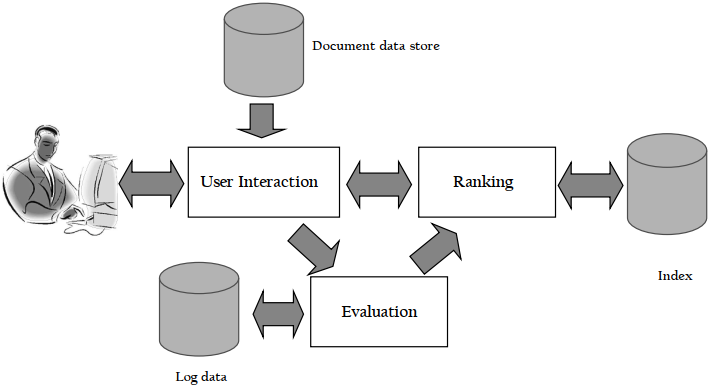 Document data store
User Interaction
Ranking
Index
Evaluation
Log data